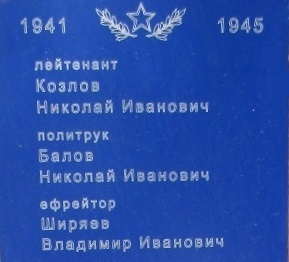 1941 1945
лейтенант
Козлов
Николай Иванович
политрук
Балов
Николай Иванович
ефрейтор
Ширяев
Владимир Иванович